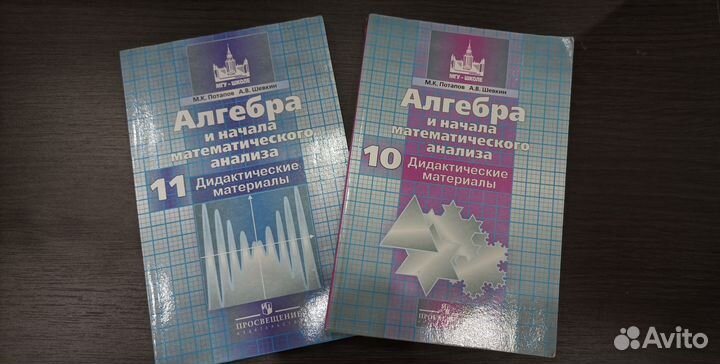 МГУ - ШКОЛЕ
М.К. Потапов А.В. Шевкин
Алгебра
и начала
математического
анализа
11 Дидактические
материалы
ПРОСВЕЩЕНИЕ
ИЗДАТЕЛЬСТВО
МГУ - ШКОЛЕ
М.К. Потапов А.В. Шевкин
Алгебра
и начала
математического
анализа
10 Дидактические
материалы
ПРОСВЕЩЕНИЕ
Avito